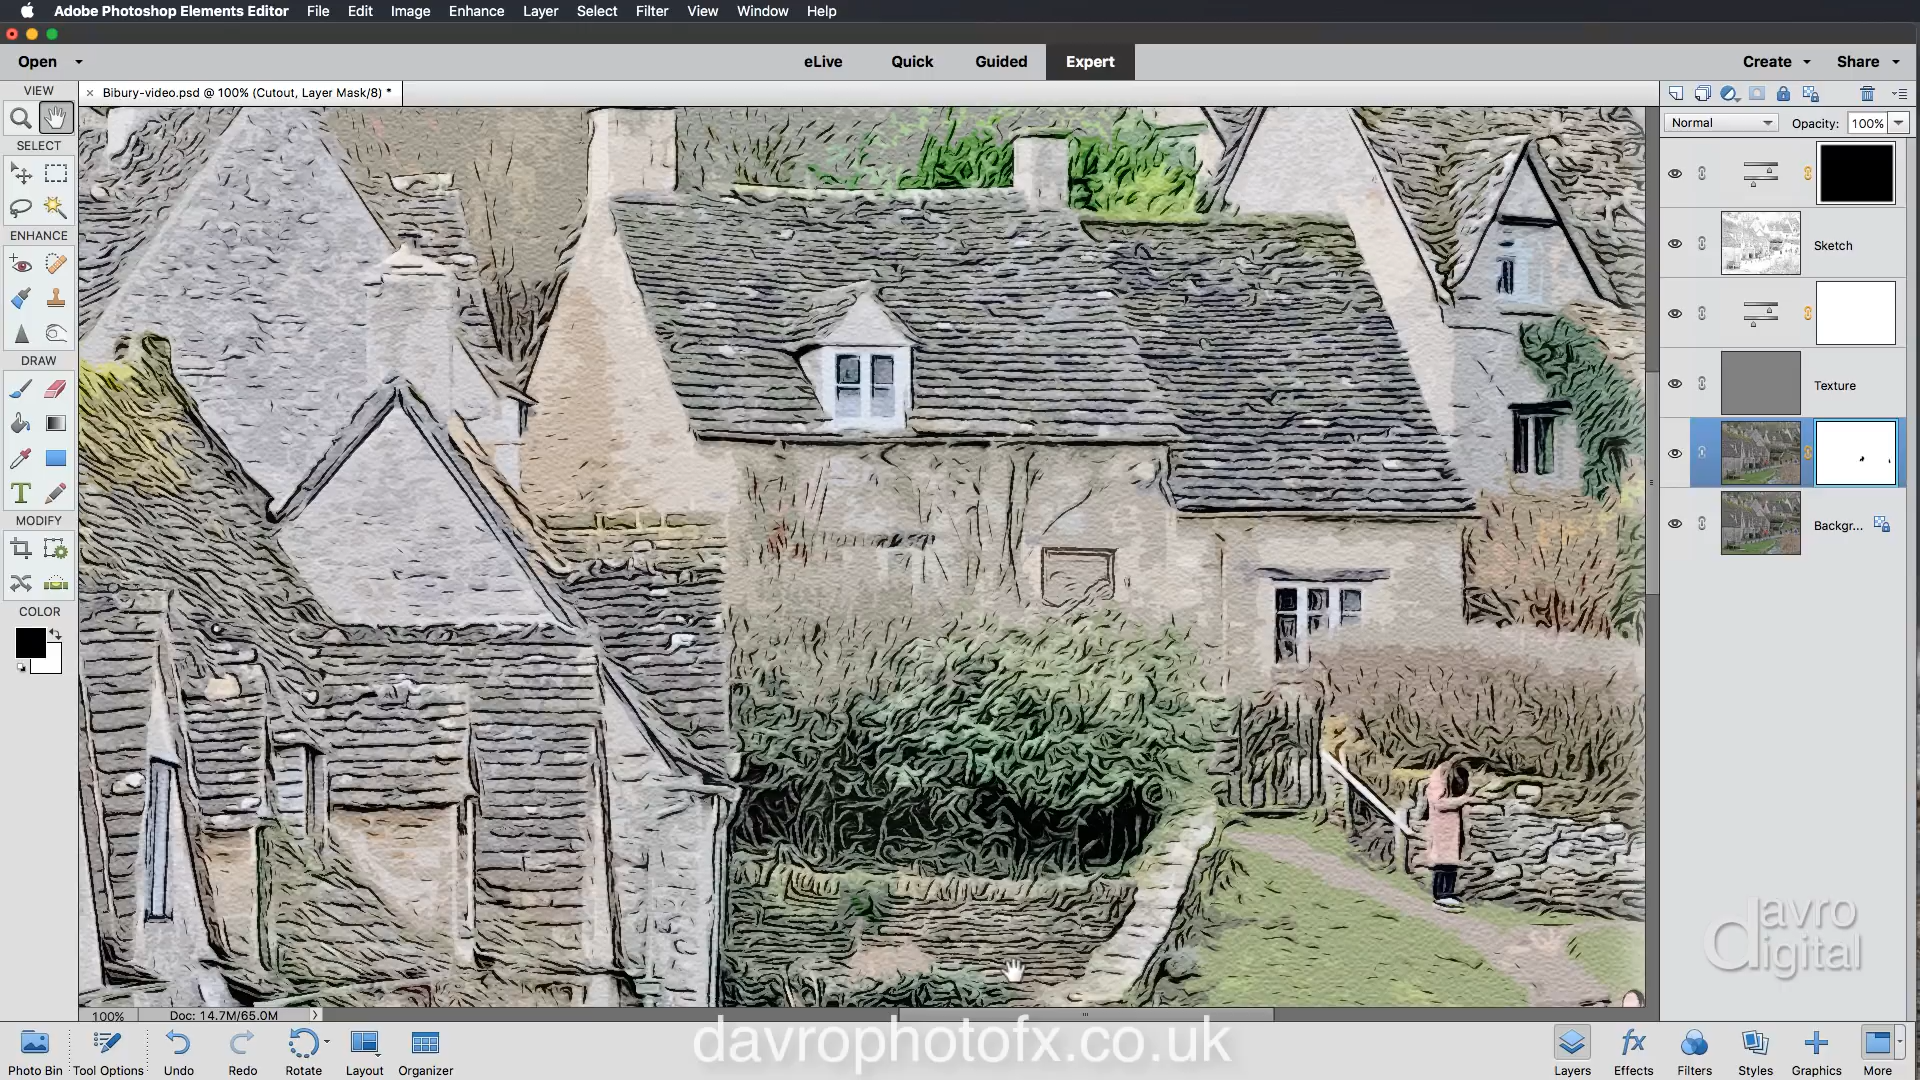 Adobe Photoshop Elements Editor File Edit Image Enhance Layer Select Filter View Window Help
Open eLive Quick Guided Expert Create Share
VIEW
× Bibury-video.psd @ 100% (Cutout, Layer Mask/8) *
Normal Opacity: 100%
SELECT
Sketch
ENHANCE
DRAW
Texture
T
MODIFY
Backgr...
COLOR
davro
digital
100% Doc: 14.7M/65.0M
davrophotofx.co.uk
Photo Bin Tool Options Undo Redo Rotate Layout Organizer
fx
Layers Effects Filters Styles Graphics More